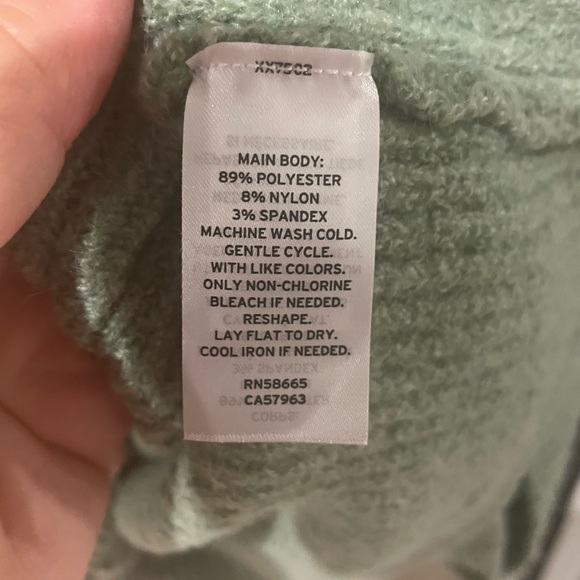 XX7502
MAIN BODY:
89% POLYESTER
8% NYLON
3% SPANDEX
MACHINE WASH COLD.
GENTLE CYCLE.
WITH LIKE COLORS.
ONLY NON-CHLORINE
BLEACH IF NEEDED.
RESHAPE.
LAY FLAT TO DRY.
COOL IRON IF NEEDED.
RN58665
CA57963